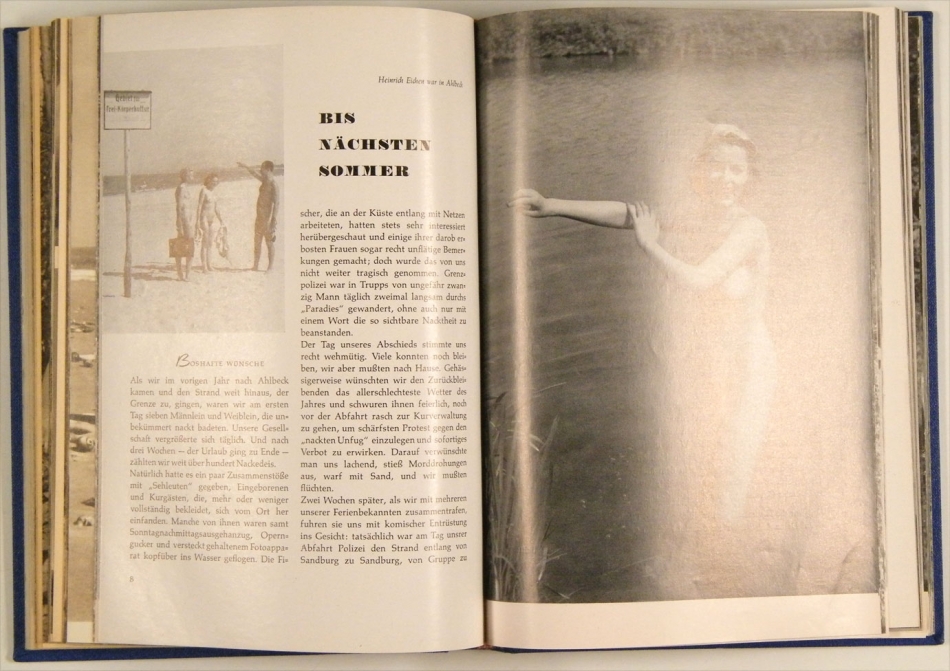 Heinrich Eichen war in Ahlbeck
BIS
NÄCHSTEN
SOMMER
Frei-Körperkultur
BOSHAFTE WÜNSCHE
Als wir im vorigen Jahr nach Ahlbeck
kamen und den Strand weit hinaus, der
Grenze zu, gingen, waren wir am ersten
Tag sieben Männlein und Weiblein, die un-
bekümmert nackt badeten. Unsere Gesell-
schaft vergrößerte sich täglich. Und nach
drei Wochen — der Urlaub ging zu Ende —
zählten wir weit über hundert Nackedeis.
Natürlich hatte es ein paar Zusammenstöße
mit „Sehleuten" gegeben, Eingeborenen
und Kurgästen, die, mehr oder weniger
vollständig bekleidet, sich vom Ort her
einfanden. Manche von ihnen waren samt
Sonntagnachmittagsausgehanzug, Opern-
gucker und versteckt gehaltenem Fotoappa-
rat kopfüber ins Wasser geflogen. Die Fi-
scher, die an der Küste entlang mit Netzen
arbeiteten, hatten stets sehr interessiert
herübergeschaut und einige ihrer darob er-
bosten Frauen sogar recht unflätige Bemer-
kungen gemacht; doch wurde das von uns
nicht weiter tragisch genommen. Grenz-
polizei war in Trupps von ungefähr zwan-
zig Mann täglich zweimal langsam durchs
„Paradies" gewandert, ohne auch nur mit
einem Wort die so sichtbare Nacktheit zu
beanstanden.
Der Tag unseres Abschieds stimmte uns
recht wehmütig. Viele konnten noch blei-
ben, wir aber mußten nach Hause. Gehäs-
sigerweise wünschten wir den Zurückblei-
benden das allerschlechteste Wetter des
Jahres und schwuren ihnen feierlich, noch
vor der Abfahrt rasch zur Kurverwaltung
zu gehen, um schärfsten Protest gegen den
„nackten Unfug" einzulegen und sofortiges
Verbot zu erwirken. Darauf verwünschte
man uns lachend, stieß Morddrohungen
aus, warf mit Sand, und wir mußten
flüchten.
Zwei Wochen später, als wir mit mehreren
unserer Ferienbekannten zusammentrafen,
fuhren sie uns mit komischer Entrüstung
ins Gesicht: tatsächlich war am Tag unsrer
Abfahrt Polizei den Strand entlang von
Sandburg zu Sandburg, von Gruppe zu
8